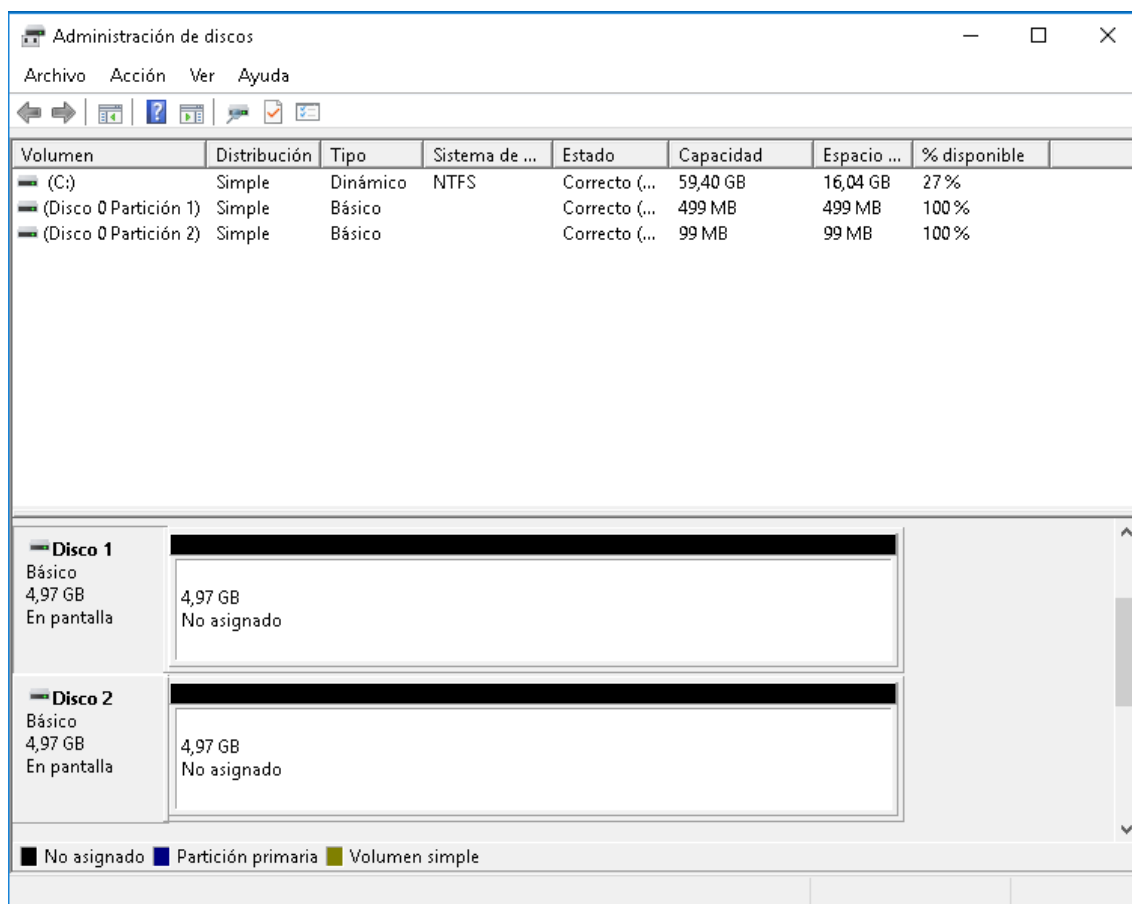 Administración de discos
Archivo Acción Ver Ayuda
Volumen Distribución Tipo Sistema de ... Estado Capacidad Espacio ... % disponible
(C:) Simple Dinámico NTFS Correcto (... 59,40 GB 16,04 GB 27 %
(Disco 0 Partición 1) Simple Básico Correcto (... 499 MB 499 MB 100 %
(Disco 0 Partición 2) Simple Básico Correcto (... 99 MB 99 MB 100 %
Disco 1
Básico
4,97 GB
En pantalla
4,97 GB
No asignado
Disco 2
Básico
4,97 GB
En pantalla
4,97 GB
No asignado
No asignado Partición primaria Volumen simple